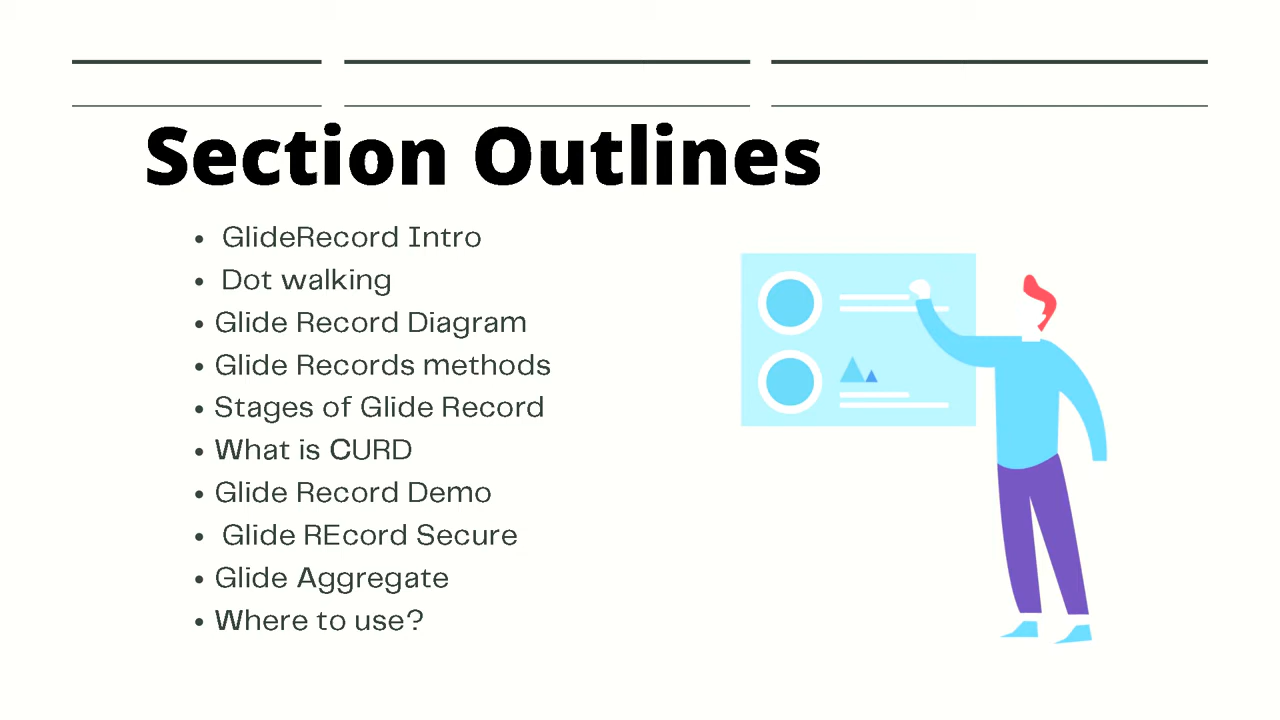 Section Outlines
• GlideRecord Intro
• Dot walking
• Glide Record Diagram
• Glide Records methods
• Stages of Glide Record
• What is CURD
• Glide Record Demo
• Glide REcord Secure
• Glide Aggregate
• Where to use?